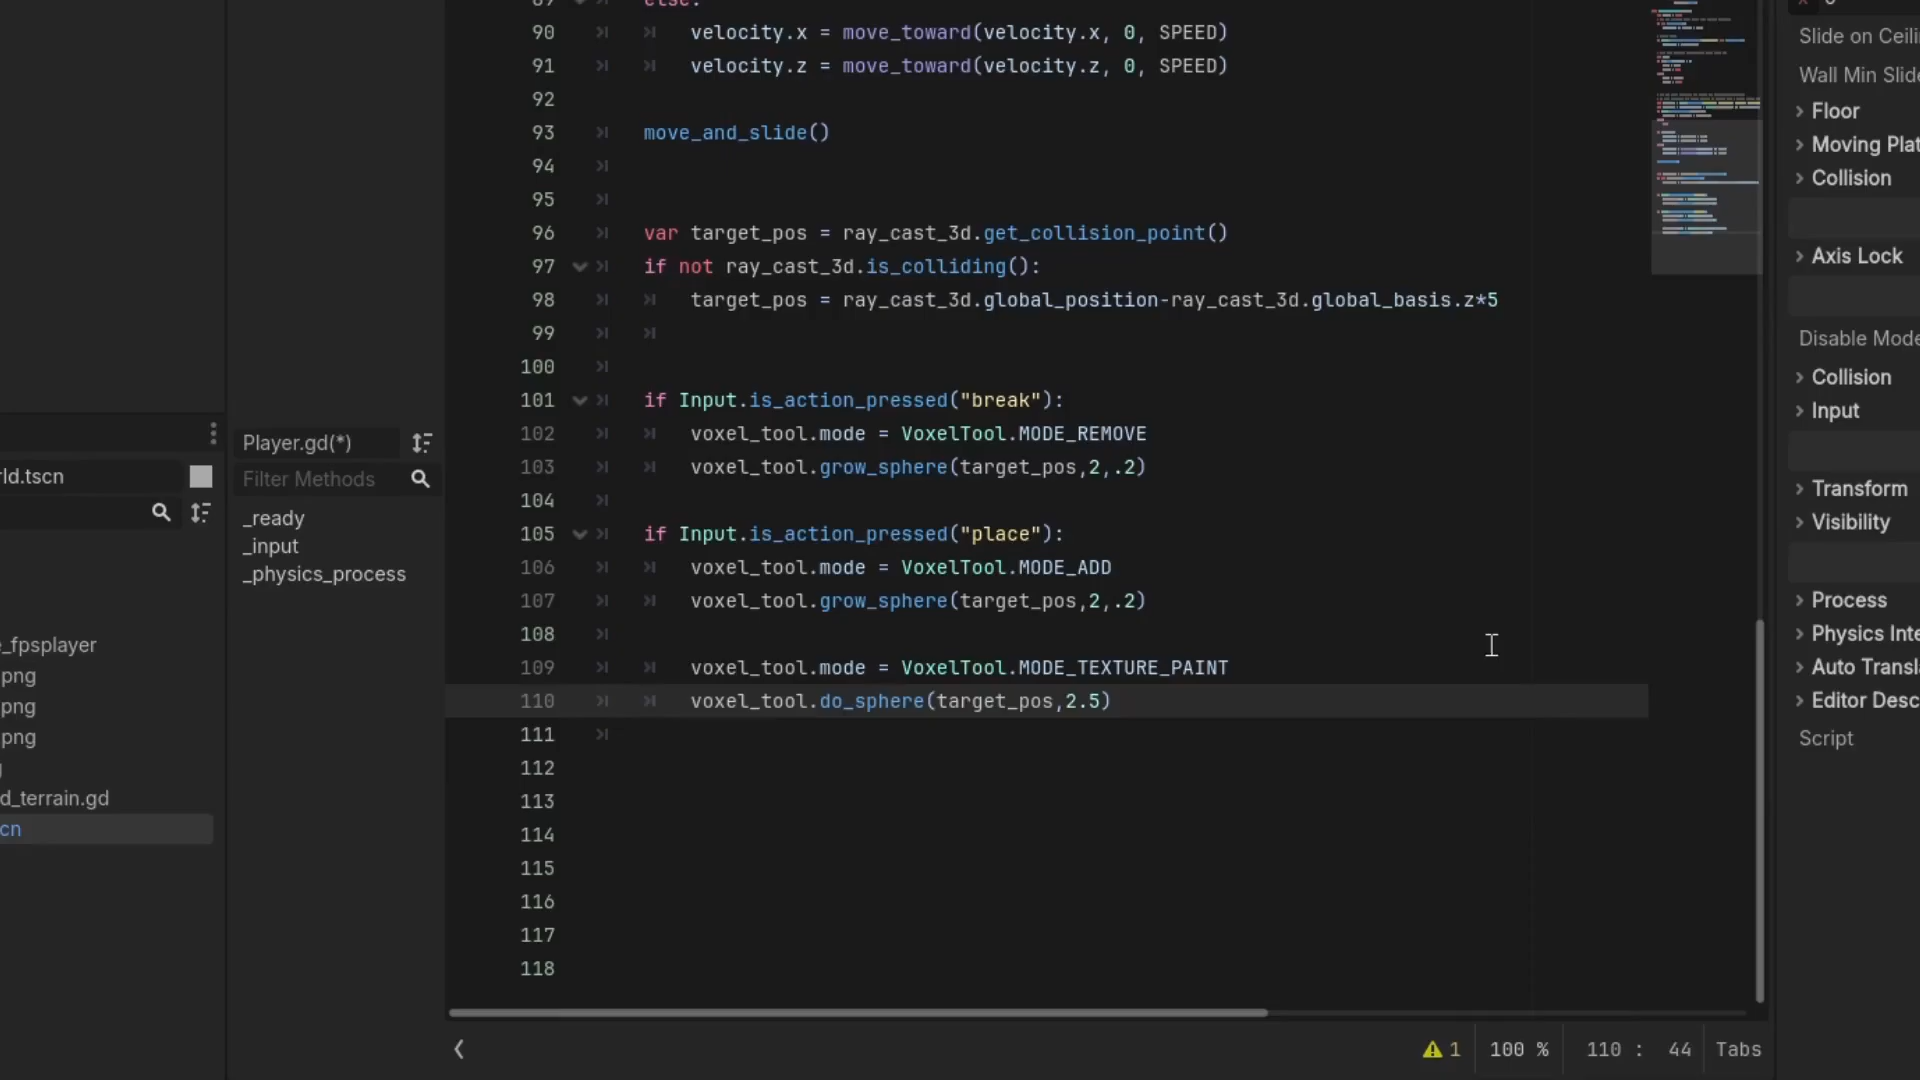 89 else:
90 velocity.x = move_toward(velocity.x, 0, SPEED)
91 velocity.z = move_toward(velocity.z, 0, SPEED)
92
93 move_and_slide()
94
95
96 var target_pos = ray_cast_3d.get_collision_point()
97 if not ray_cast_3d.is_colliding():
98 target_pos = ray_cast_3d.global_position-ray_cast_3d.global_basis.z*5
99
100
101 if Input.is_action_pressed("break"):
102 voxel_tool.mode = VoxelTool.MODE_REMOVE
103 voxel_tool.grow_sphere(target_pos,2,.2)
104
105 if Input.is_action_pressed("place"):
106 voxel_tool.mode = VoxelTool.MODE_ADD
107 voxel_tool.grow_sphere(target_pos,2,.2)
108
109 voxel_tool.mode = VoxelTool.MODE_TEXTURE_PAINT
110 voxel_tool.do_sphere(target_pos,2.5)
111
112
113
114
115
116
117
118
ld.tscn
_fpsplayer
png
png
png
d_terrain.gd
cn
Player.gd(*)
Filter Methods
_ready
_input
_physics_process
Slide on Ceili
Wall Min Slide
Floor
Moving Plat
Collision
Axis Lock
Disable Mode
Collision
Input
Transform
Visibility
Process
Physics Inte
Auto Transla
Editor Desc
Script
1 100 % 110 : 44 Tabs